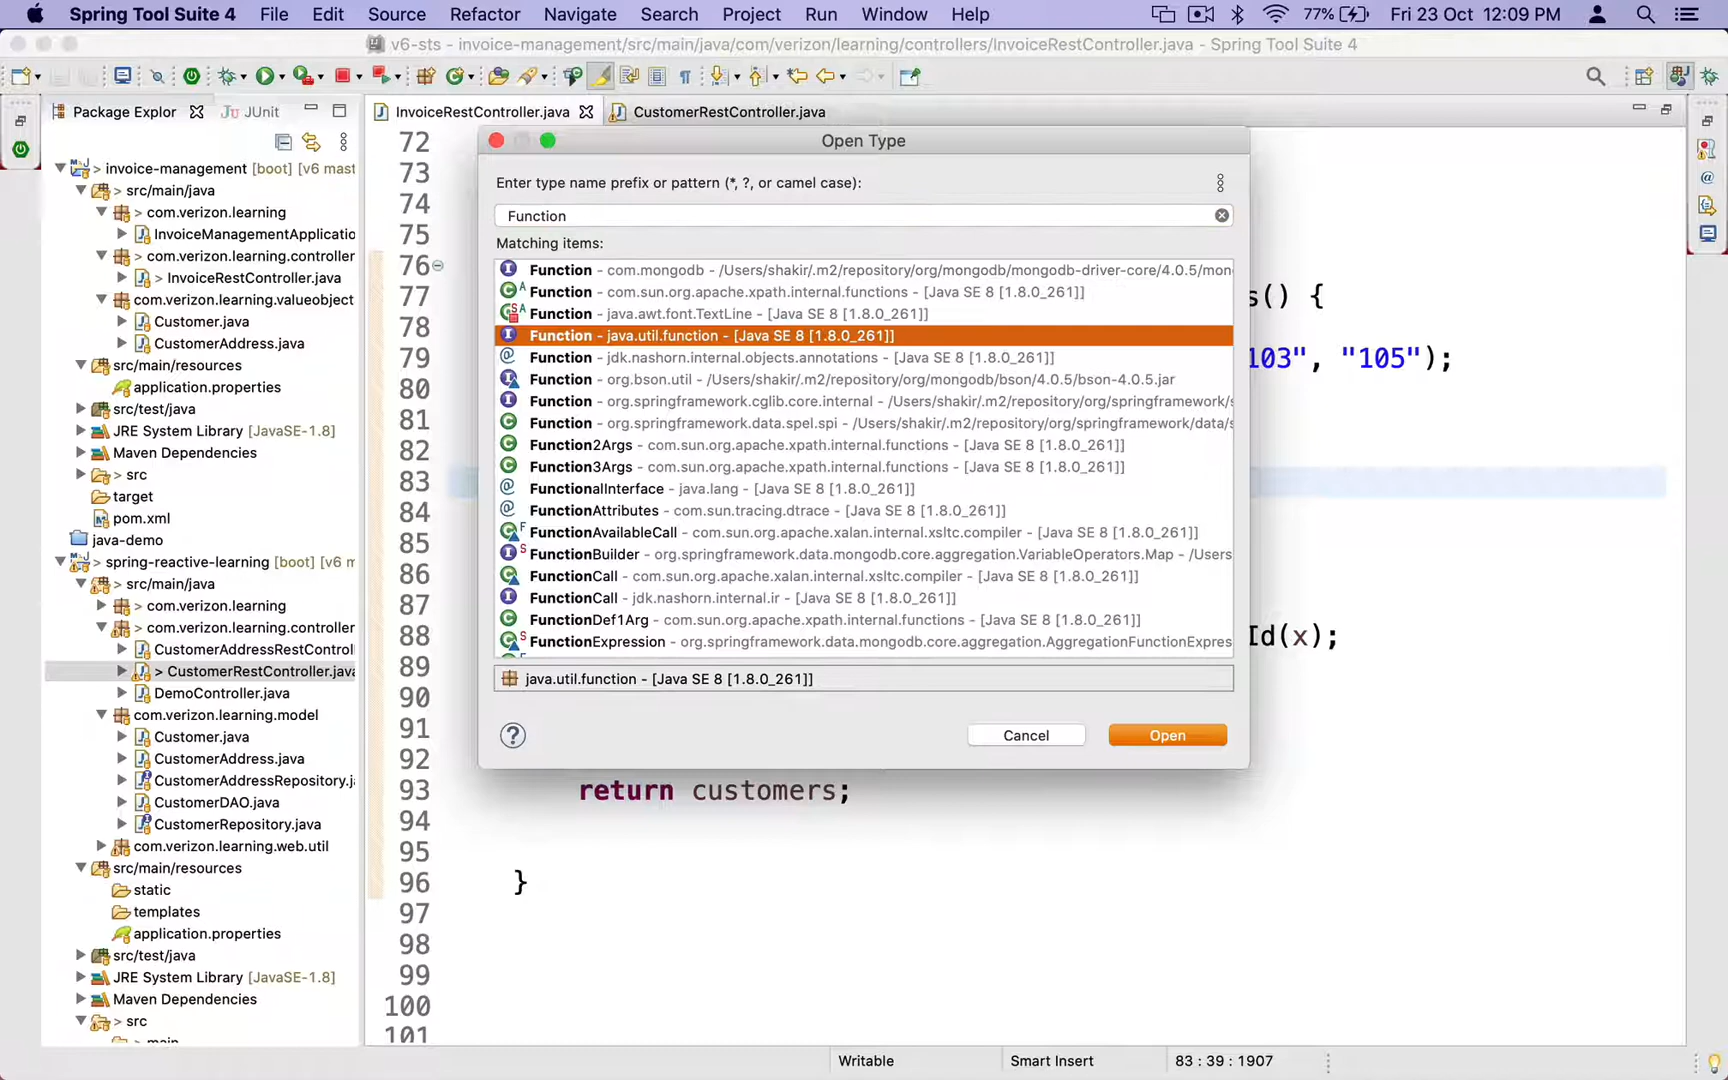 Spring Tool Suite 4 File Edit Source Refactor Navigate Search Project Run Window Help 77% Fri 23 Oct 12:09 PM
v6-sts - invoice-management/src/main/java/com/verizon/learning/controllers/InvoiceRestController.java - Spring Tool Suite 4
Package Explor JUnit
InvoiceRestController.java CustomerRestController.java
> invoice-management [boot] [v6 mast
> src/main/java
> com.verizon.learning
InvoiceManagementApplicatio
> com.verizon.learning.controller
> InvoiceRestController.java
com.verizon.learning.valueobject
Customer.java
CustomerAddress.java
src/main/resources
application.properties
src/test/java
JRE System Library [JavaSE-1.8]
Maven Dependencies
> src
target
pom.xml
java-demo
> spring-reactive-learning [boot] [v6 m
> src/main/java
> com.verizon.learning
> com.verizon.learning.controller
CustomerAddressRestControl
> CustomerRestController.java
DemoController.java
com.verizon.learning.model
Customer.java
CustomerAddress.java
CustomerAddressRepository.j
CustomerDAO.java
CustomerRepository.java
com.verizon.learning.web.util
src/main/resources
static
templates
application.properties
src/test/java
JRE System Library [JavaSE-1.8]
Maven Dependencies
> src
> main
72
73
74
75
76
77 s() {
78
79 103", "105");
80
81
82
83
84
85
86
87
88 Id(x);
89
90
91
92
93 return customers;
94
95
96 }
97
98
99
100
101
Open Type
Enter type name prefix or pattern (*, ?, or camel case):
Function
Matching items:
Function - com.mongodb - /Users/shakir/.m2/repository/org/mongodb/mongodb-driver-core/4.0.5/mon
Function - com.sun.org.apache.xpath.internal.functions - [Java SE 8 [1.8.0_261]]
Function - java.awt.font.TextLine - [Java SE 8 [1.8.0_261]]
Function - java.util.function - [Java SE 8 [1.8.0_261]]
Function - jdk.nashorn.internal.objects.annotations - [Java SE 8 [1.8.0_261]]
Function - org.bson.util - /Users/shakir/.m2/repository/org/mongodb/bson/4.0.5/bson-4.0.5.jar
Function - org.springframework.cglib.core.internal - /Users/shakir/.m2/repository/org/springframework/s
Function - org.springframework.data.spel.spi - /Users/shakir/.m2/repository/org/springframework/data/s
Function2Args - com.sun.org.apache.xpath.internal.functions - [Java SE 8 [1.8.0_261]]
Function3Args - com.sun.org.apache.xpath.internal.functions - [Java SE 8 [1.8.0_261]]
FunctionalInterface - java.lang - [Java SE 8 [1.8.0_261]]
FunctionAttributes - com.sun.tracing.dtrace - [Java SE 8 [1.8.0_261]]
FunctionAvailableCall - com.sun.org.apache.xalan.internal.xsltc.compiler - [Java SE 8 [1.8.0_261]]
FunctionBuilder - org.springframework.data.mongodb.core.aggregation.VariableOperators.Map - /Users
FunctionCall - com.sun.org.apache.xalan.internal.xsltc.compiler - [Java SE 8 [1.8.0_261]]
FunctionCall - jdk.nashorn.internal.ir - [Java SE 8 [1.8.0_261]]
FunctionDef1Arg - com.sun.org.apache.xpath.internal.functions - [Java SE 8 [1.8.0_261]]
FunctionExpression - org.springframework.data.mongodb.core.aggregation.AggregationFunctionExpres
java.util.function - [Java SE 8 [1.8.0_261]]
Cancel Open
Writable Smart Insert 83 : 39 : 1907